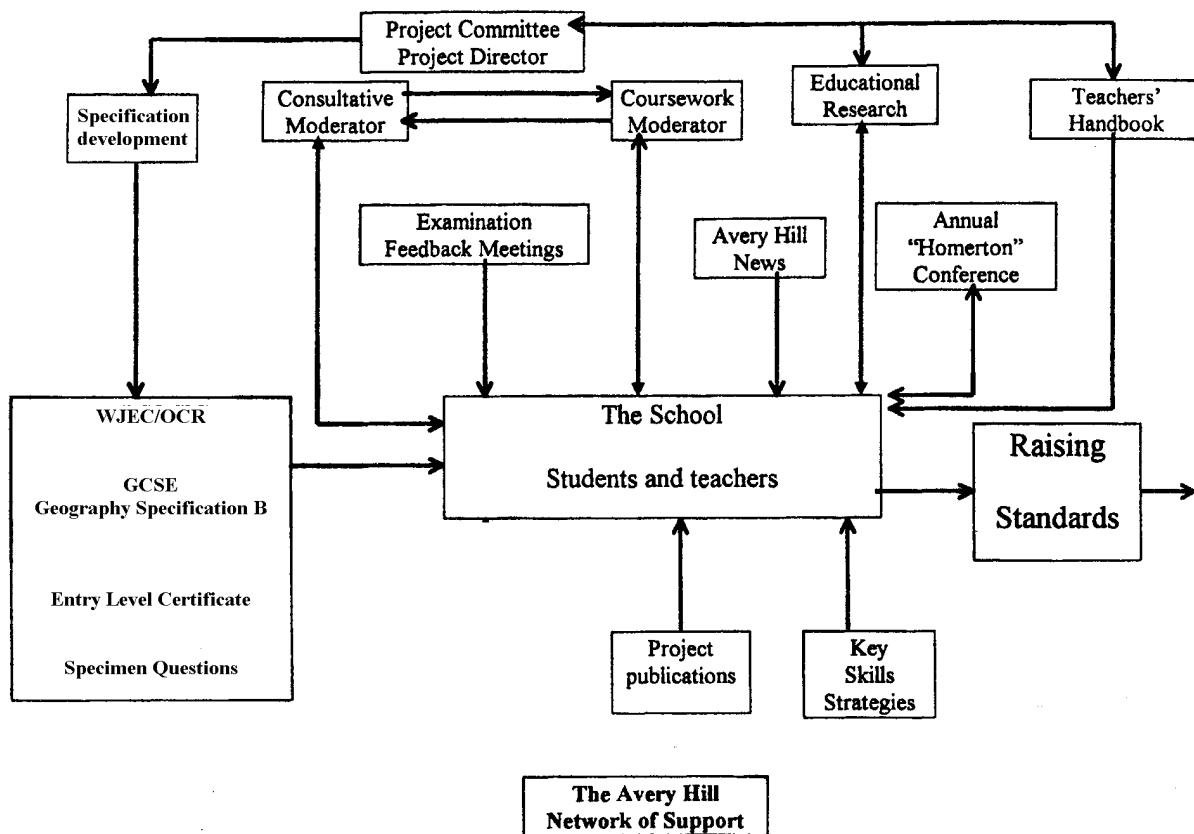 Project Committee
Project Director
Specification
development
Consultative
Moderator
Coursework
Moderator
Educational
Research
Teachers'
Handbook
Examination
Feedback Meetings
Avery Hill
News
Annual
“Homerton”
Conference
WJEC/OCR
GCSE
Geography Specification B
Entry Level Certificate
Specimen Questions
The School
Students and teachers
Raising
Standards
Project
publications
Key
Skills
Strategies
The Avery Hill
Network of Support